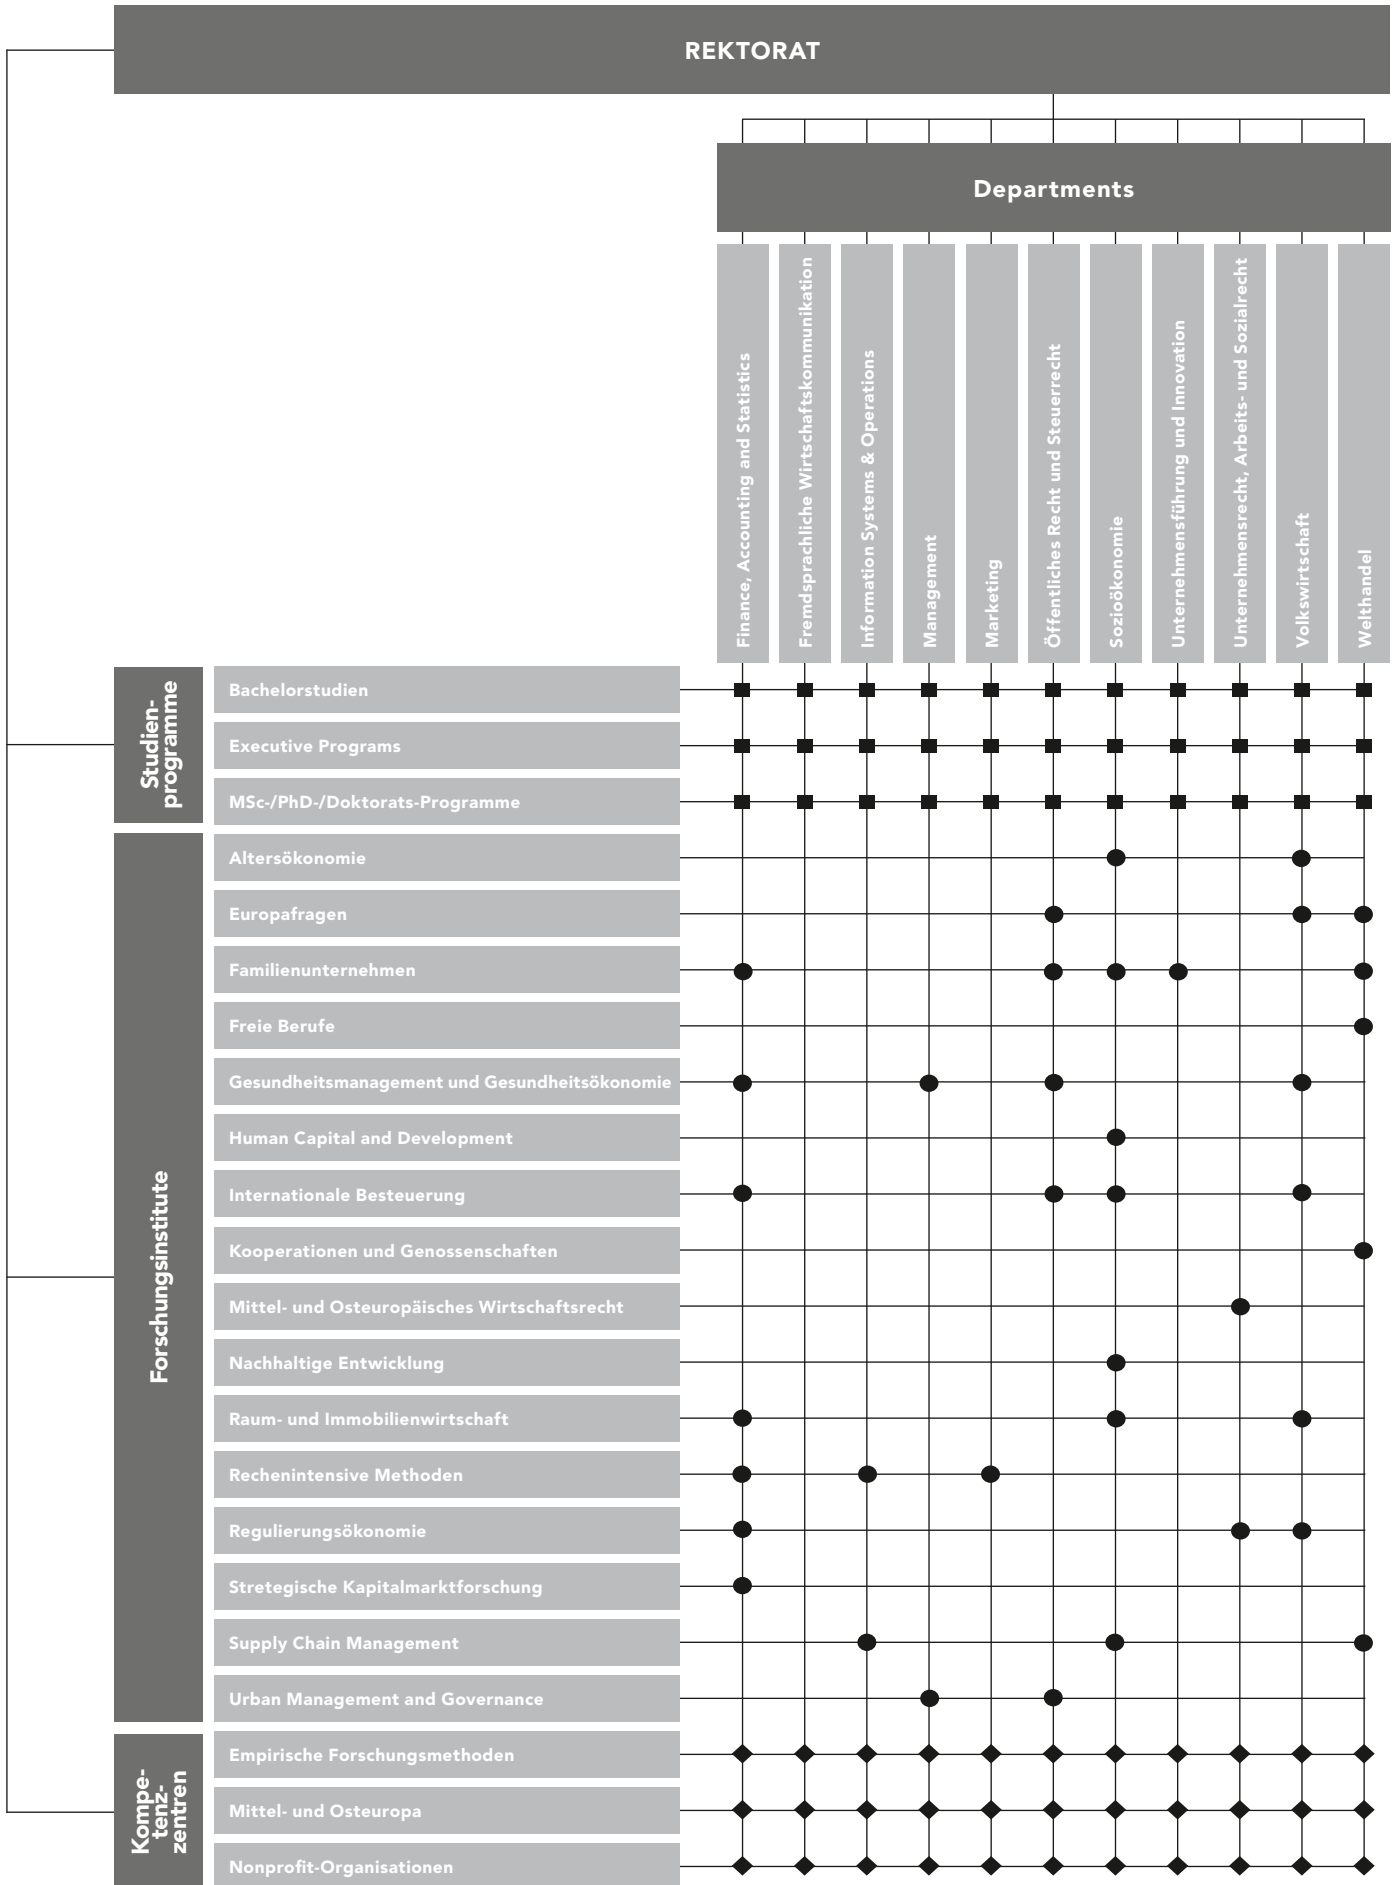 REKTORAT
Departments
Finance, Accounting and Statistics
Fremdsprachliche Wirtschaftskommunikation
Information Systems & Operations
Management
Marketing
Öffentliches Recht und Steuerrecht
Sozioökonomie
Unternehmensführung und Innovation
Unternehmensrecht, Arbeits- und Sozialrecht
Volkswirtschaft
Welthandel
Studien-
programme
Bachelorstudien
Executive Programs
MSc-/PhD-/Doktorats-Programme
Forschungsinstitute
Altersökonomie
Europafragen
Familienunternehmen
Freie Berufe
Gesundheitsmanagement und Gesundheitsökonomie
Human Capital and Development
Internationale Besteuerung
Kooperationen und Genossenschaften
Mittel- und Osteuropäisches Wirtschaftsrecht
Nachhaltige Entwicklung
Raum- und Immobilienwirtschaft
Rechenintensive Methoden
Regulierungsökonomie
Stretegische Kapitalmarktforschung
Supply Chain Management
Urban Management and Governance
Kompe-
tenz-
zentren
Empirische Forschungsmethoden
Mittel- und Osteuropa
Nonprofit-Organisationen